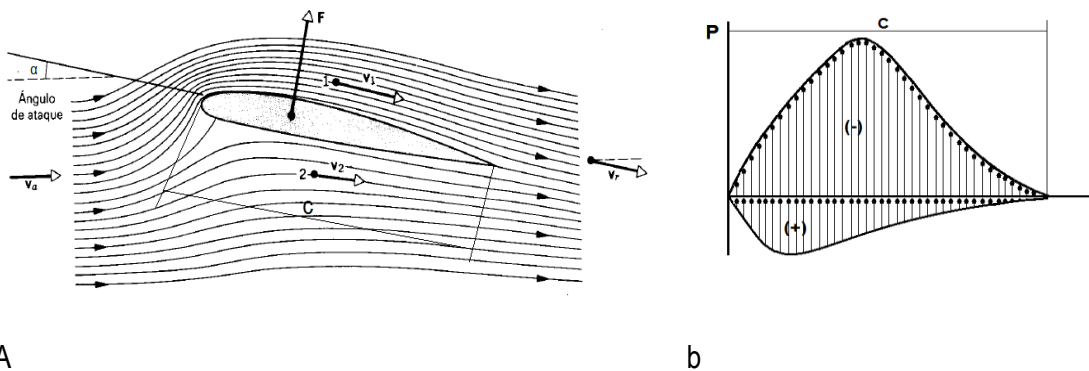 F
α
Ángulo
de ataque
1
v₁
vₐ
2
v₂
C
vᵣ
P
C
(-)
(+)
A
b